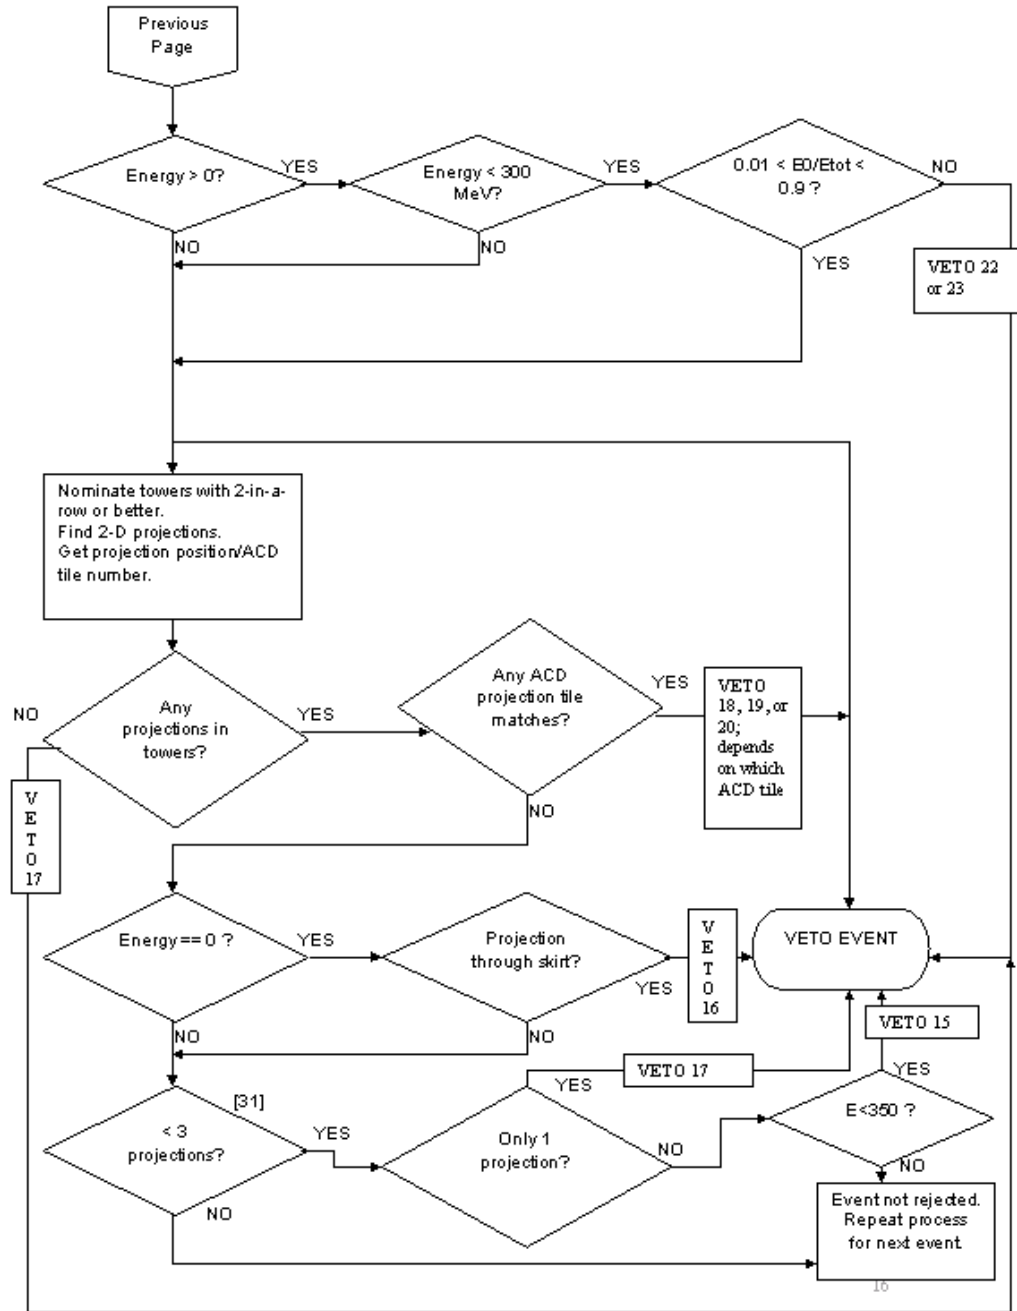 Previous
Page
Energy > 0?
YES
Energy < 300
MeV?
YES
0.01 < E0/Etot <
0.9 ?
NO
NO
NO
YES
VETO 22
or 23
Nominate towers with 2-in-a-
row or better.
Find 2-D projections.
Get projection position/ACD
tile number.
Any
projections in
towers?
NO
YES
Any ACD
projection tile
matches?
YES
VETO
18, 19, or
20;
depends
on which
ACD tile
V
E
T
O
17
NO
Energy == 0 ?
YES
Projection
through skirt?
YES
V
E
T
O
16
VETO EVENT
NO
NO
VETO 15
VETO 17
YES
YES
[31]
< 3
projections?
YES
Only 1
projection?
NO
E<350 ?
NO
NO
Event not rejected.
Repeat process
for next event.
16